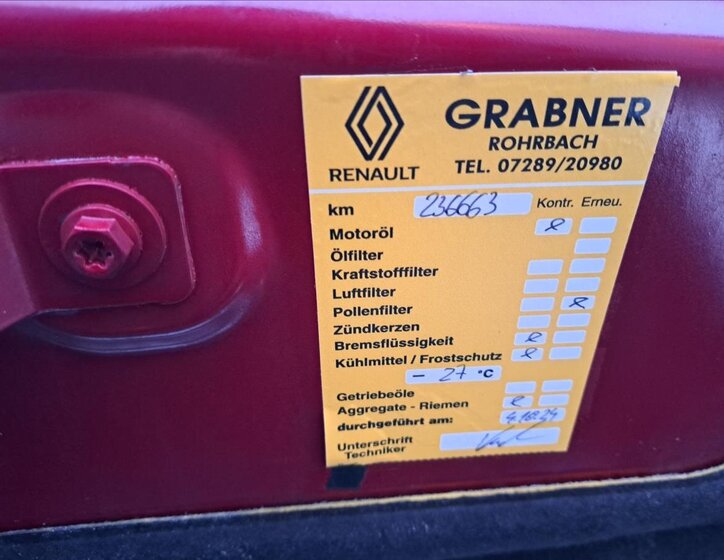 GRABNER
ROHRBACH
RENAULT TEL. 07289/20980
km 236663 Kontr. Erneu.
Motoröl
Ölfilter
Kraftstofffilter
Luftfilter
Pollenfilter
Zündkerzen
Bremsflüssigkeit
Kühlmittel / Frostschutz
- 27 °C
Getriebeöle
Aggregate - Riemen
durchgeführt am:
Unterschrift
Techniker